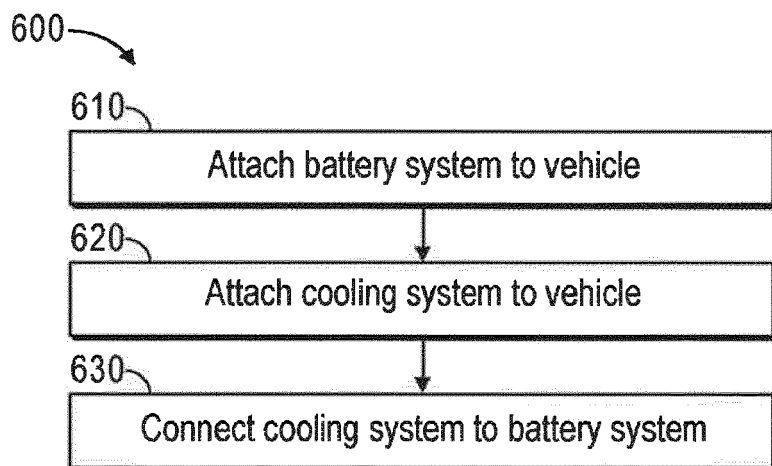 600
610
Attach battery system to vehicle
620
Attach cooling system to vehicle
630
Connect cooling system to battery system